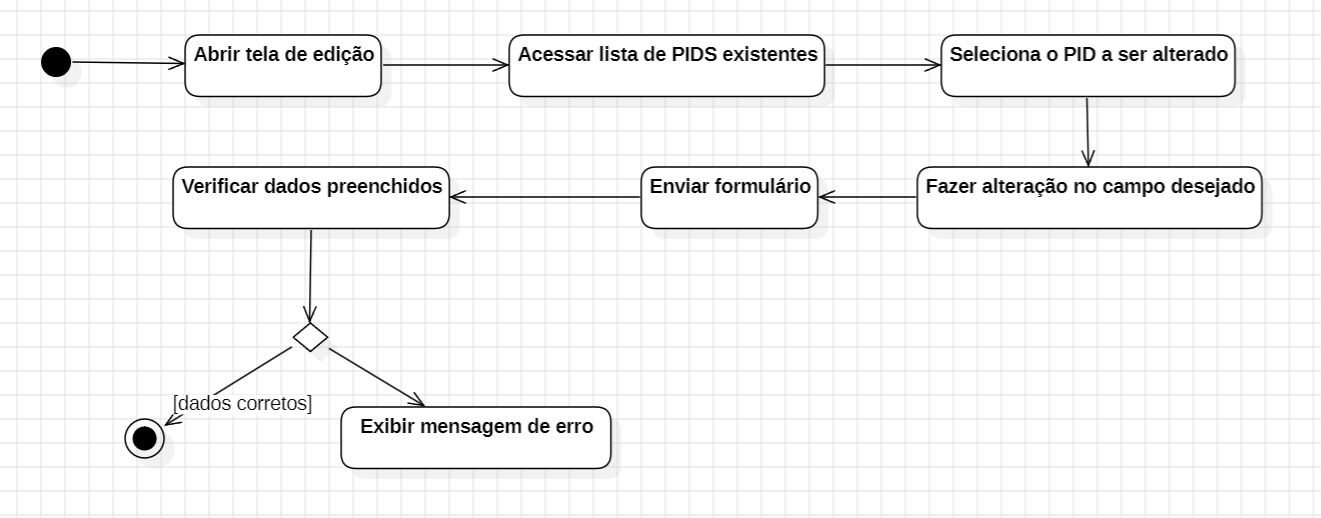 Abrir tela de edição
Acessar lista de PIDS existentes
Seleciona o PID a ser alterado
Verificar dados preenchidos
Enviar formulário
Fazer alteração no campo desejado
[dados corretos]
Exibir mensagem de erro